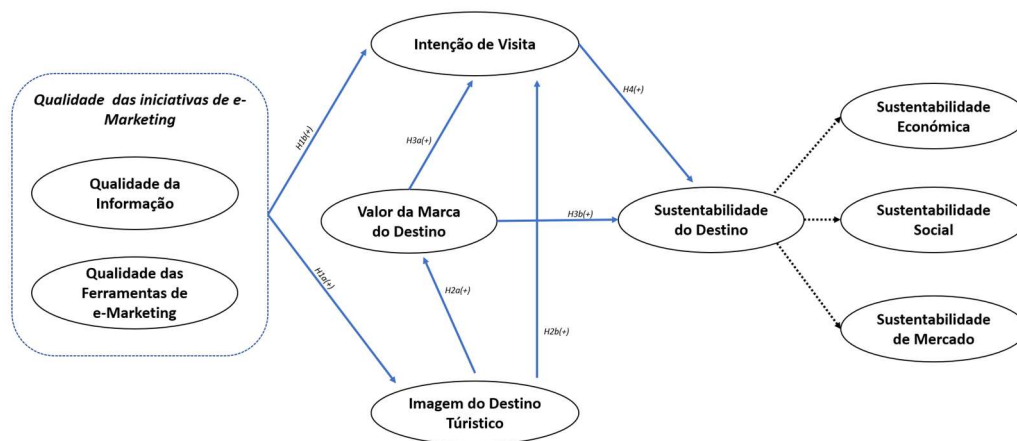 Intenção de Visita
Qualidade das iniciativas de e-
Marketing
H1b(+)
H3a(+)
H4(+)
Sustentabilidade
Económica
Qualidade da
Informação
Valor da Marca
do Destino
H3b(+)
Sustentabilidade
do Destino
Sustentabilidade
Social
Qualidade das
Ferramentas de
e-Marketing
H1a(+)
H2a(+)
H2b(+)
Sustentabilidade
de Mercado
Imagem do Destino
Túristico